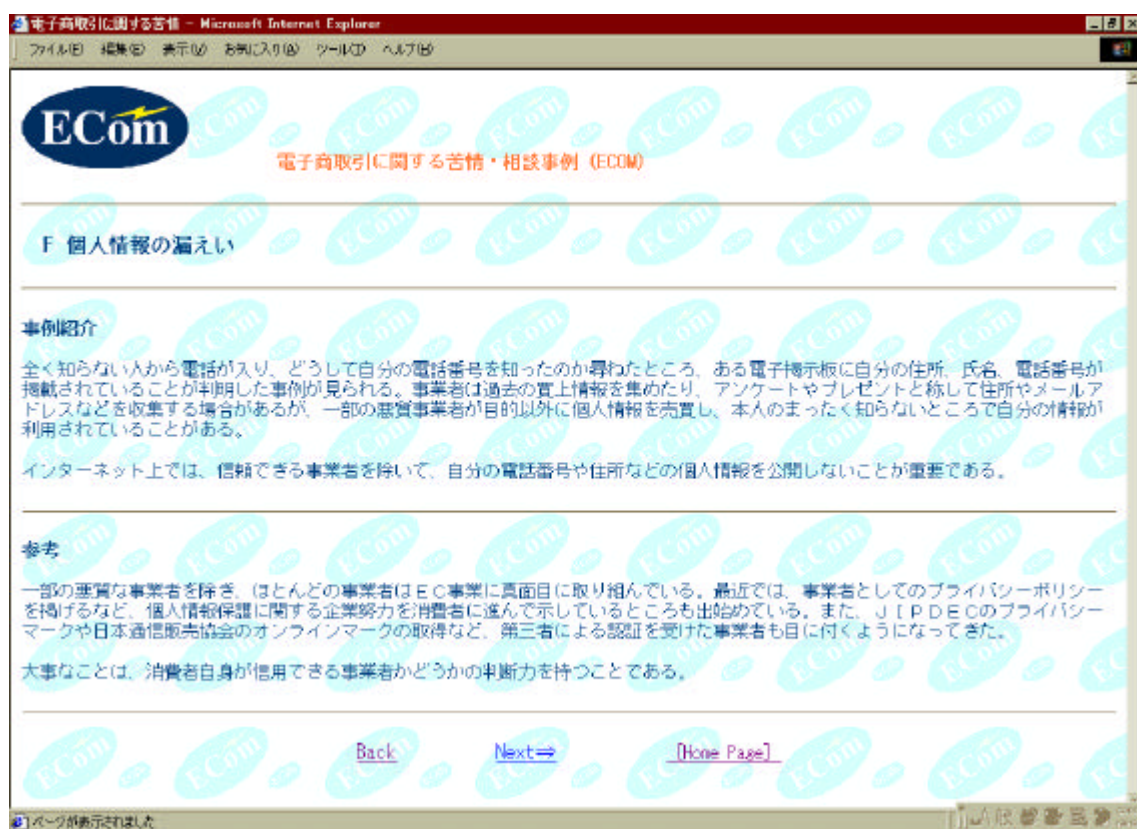 電子商取引に関する苦情 - Microsoft Internet Explorer
ファイル(F) 編集(E) 表示(V) お気に入り(A) ツール(T) ヘルプ(H)
ECom
電子商取引に関する苦情・相談事例 (ECOM)
F 個人情報の漏えい
事例紹介
全く知らない人から電話が入り、どうして自分の電話番号を知ったのか尋ねたところ、ある電子掲示板に自分の住所、氏名、電話番号が
掲載されていることが判明した事例が見られる。事業者は過去の買上情報を集めたり、アンケートやプレゼントと称して住所やメールア
ドレスなどを収集する場合があるが、一部の悪質事業者が目的以外に個人情報を売買し、本人のまったく知らないところで自分の情報が
利用されていることがある。
インターネット上では、信頼できる事業者を除いて、自分の電話番号や住所などの個人情報を公開しないことが重要である。
参考
一部の悪質な事業者を除き、ほとんどの事業者はEC事業に真面目に取り組んでいる。最近では、事業者としてのプライバシーポリシー
を掲げるなど、個人情報保護に関する企業努力を消費者に進んで示しているところも出始めている。また、JIPDECのプライバシー
マークや日本通信販売協会のオンラインマークの取得など、第三者による認証を受けた事業者も目に付くようになってきた。
大事なことは、消費者自身が信用できる事業者かどうかの判断力を持つことである。
Back Next⇒ [Home Page]
ページが表示されました